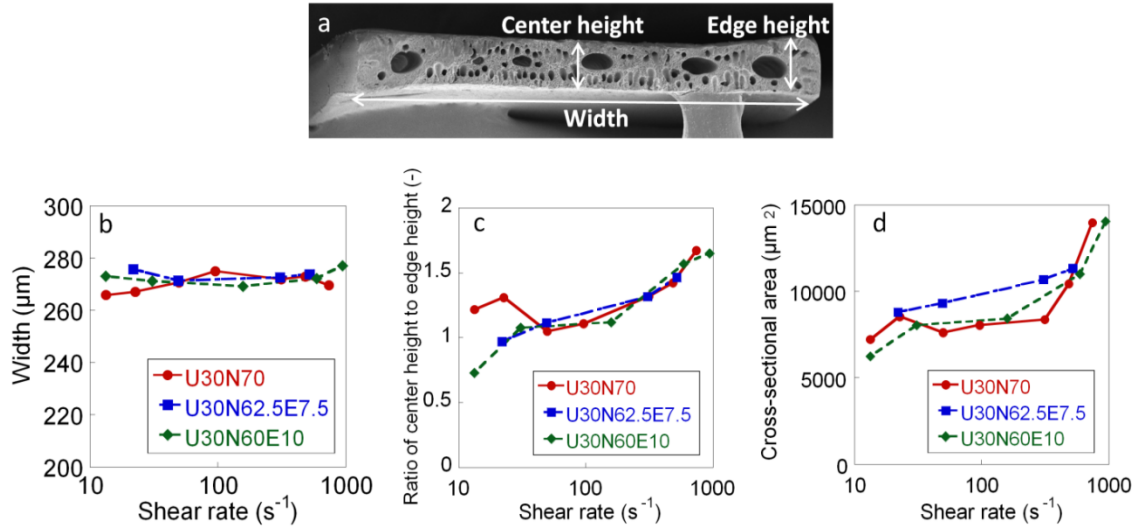 a
Center height
Edge height
Width
b
Width (μm)
300
280
260
240
220
200
U30N70
U30N62.5E7.5
U30N60E10
10
100
1000
Shear rate (s⁻¹)
c
Ratio of center height to edge height (-)
2
1.5
1
0.5
0
U30N70
U30N62.5E7.5
U30N60E10
10
100
1000
Shear rate (s⁻¹)
d
Cross-sectional area (μm ²)
15000
10000
5000
0
U30N70
U30N62.5E7.5
U30N60E10
10
100
1000
Shear rate (s⁻¹)